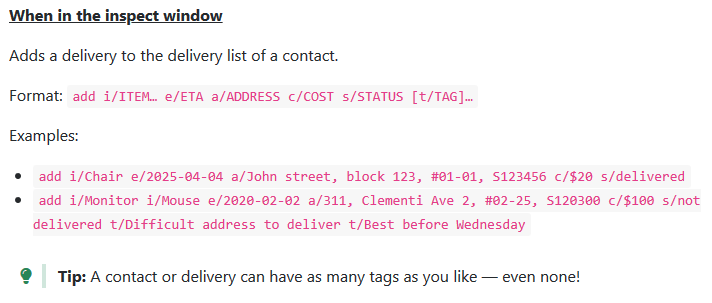 When in the inspect window
Adds a delivery to the delivery list of a contact.
Format: add i/ITEM… e/ETA a/ADDRESS c/COST s/STATUS [t/TAG]…
Examples:
add i/Chair e/2025-04-04 a/John street, block 123, #01-01, S123456 c/$20 s/delivered
add i/Monitor i/Mouse e/2020-02-02 a/311, Clementi Ave 2, #02-25, S120300 c/$100 s/not
delivered t/Difficult address to deliver t/Best before Wednesday
Tip: A contact or delivery can have as many tags as you like — even none!